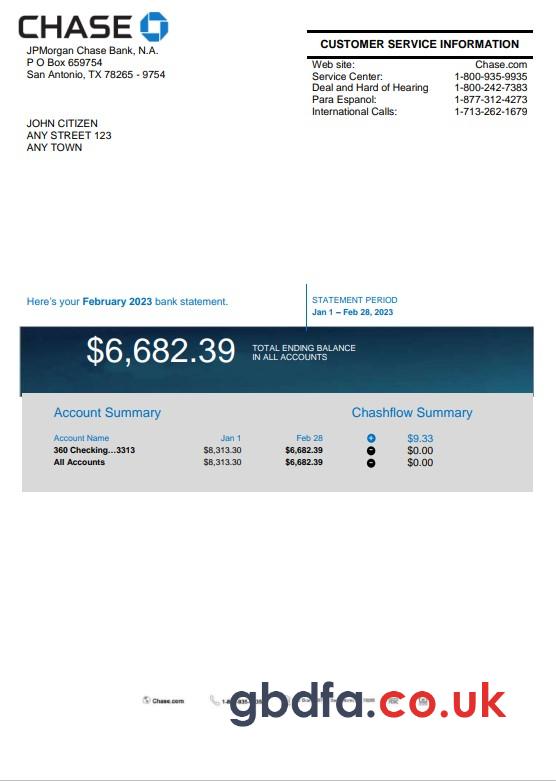 CHASE
JPMorgan Chase Bank, N.A.
P O Box 659754
San Antonio, TX 78265 - 9754
CUSTOMER SERVICE INFORMATION
Web site: Chase.com
Service Center: 1-800-935-9935
Deal and Hard of Hearing 1-800-242-7383
Para Espanol: 1-877-312-4273
International Calls: 1-713-262-1679
JOHN CITIZEN
ANY STREET 123
ANY TOWN
Here's your February 2023 bank statement.
STATEMENT PERIOD
Jan 1 – Feb 28, 2023
$6,682.39
TOTAL ENDING BALANCE
IN ALL ACCOUNTS
Account Summary Chashflow Summary
Account Name Jan 1 Feb 28 + $9.33
360 Checking...3313 $8,313.30 $6,682.39 − $0.00
All Accounts $8,313.30 $6,682.39 − $0.00
Chase.com
gbdfa.co.uk